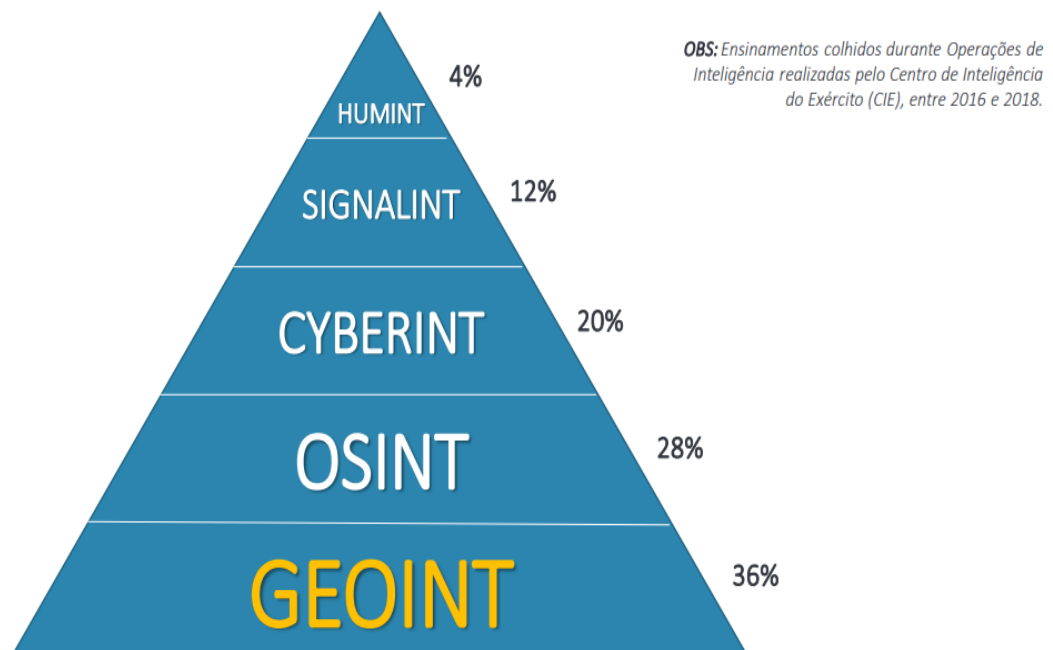 OBS: Ensinamentos colhidos durante Operações de
Inteligência realizadas pelo Centro de Inteligência
do Exército (CIE), entre 2016 e 2018.
4%
HUMINT
12%
SIGNALINT
20%
CYBERINT
28%
OSINT
36%
GEOINT